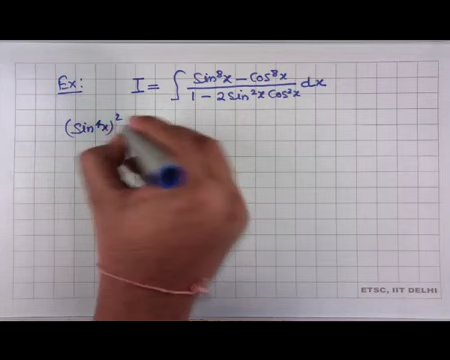 Ex: I = ∫ (Sin⁸x − Cos⁸x)/(1 − 2 Sin²x Cos²x) dx
(Sin⁴x)²
ETSC, IIT DELHI